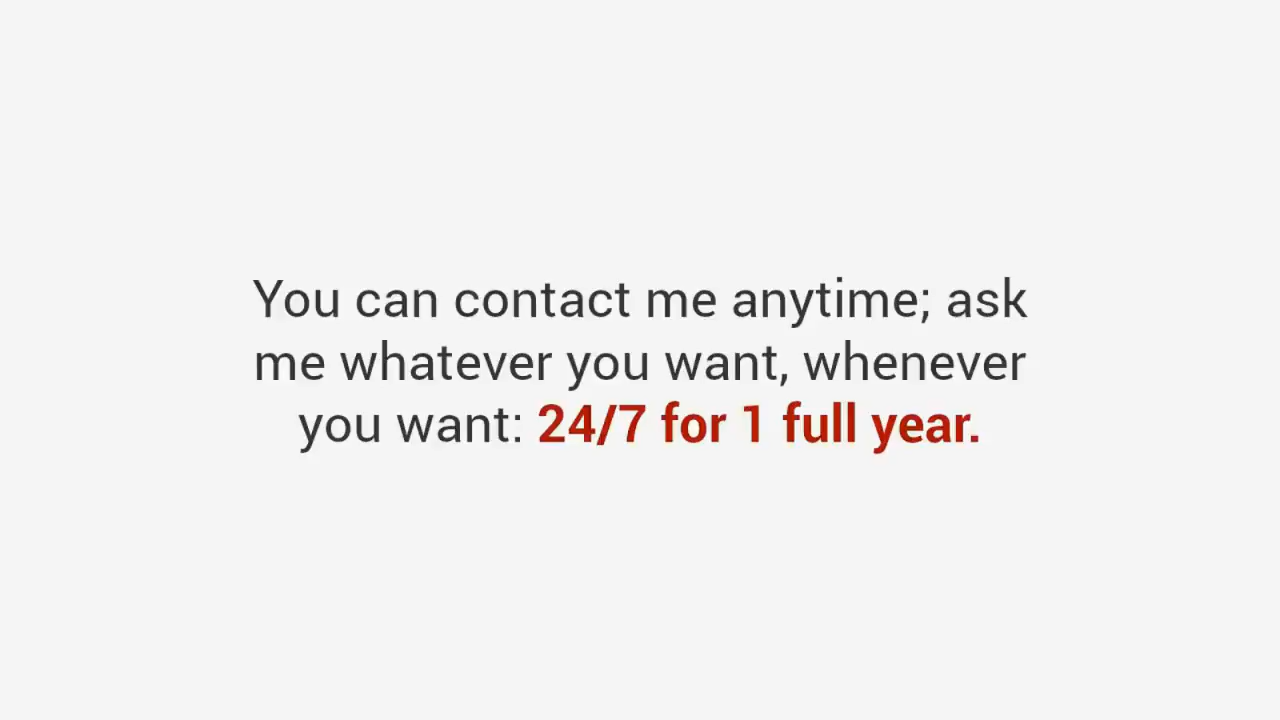 You can contact me anytime; ask
me whatever you want, whenever
you want: 24/7 for 1 full year.